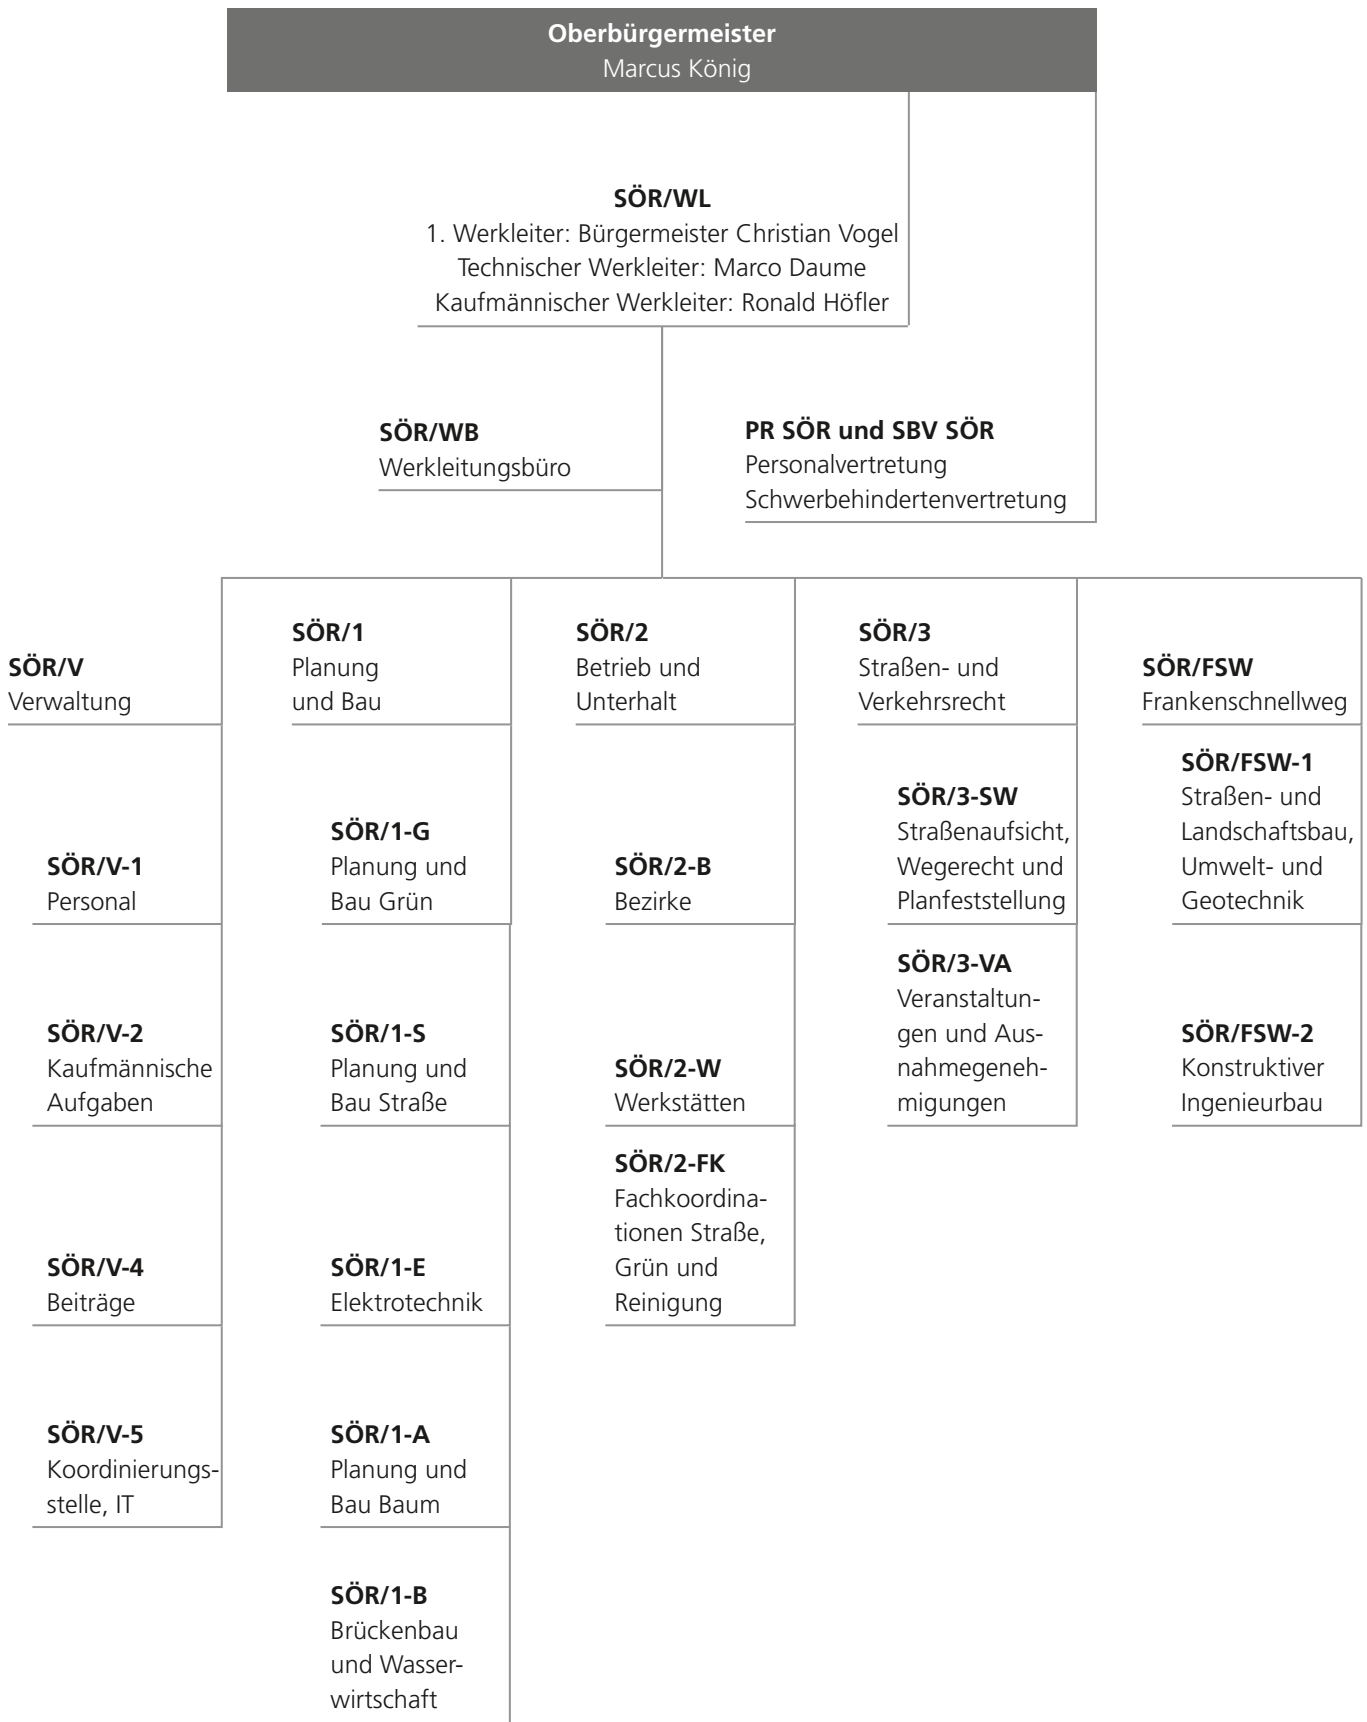 Oberbürgermeister
Marcus König
SÖR/WL
1. Werkleiter: Bürgermeister Christian Vogel
Technischer Werkleiter: Marco Daume
Kaufmännischer Werkleiter: Ronald Höfler
SÖR/WB
Werkleitungsbüro
PR SÖR und SBV SÖR
Personalvertretung
Schwerbehindertenvertretung
SÖR/V
Verwaltung
SÖR/V-1
Personal
SÖR/V-2
Kaufmännische
Aufgaben
SÖR/V-4
Beiträge
SÖR/V-5
Koordinierungs-
stelle, IT
SÖR/1
Planung
und Bau
SÖR/1-G
Planung und
Bau Grün
SÖR/1-S
Planung und
Bau Straße
SÖR/1-E
Elektrotechnik
SÖR/1-A
Planung und
Bau Baum
SÖR/1-B
Brückenbau
und Wasser-
wirtschaft
SÖR/2
Betrieb und
Unterhalt
SÖR/2-B
Bezirke
SÖR/2-W
Werkstätten
SÖR/2-FK
Fachkoordina-
tionen Straße,
Grün und
Reinigung
SÖR/3
Straßen- und
Verkehrsrecht
SÖR/3-SW
Straßenaufsicht,
Wegerecht und
Planfeststellung
SÖR/3-VA
Veranstaltun-
gen und Aus-
nahmegeneh-
migungen
SÖR/FSW
Frankenschnellweg
SÖR/FSW-1
Straßen- und
Landschaftsbau,
Umwelt- und
Geotechnik
SÖR/FSW-2
Konstruktiver
Ingenieurbau